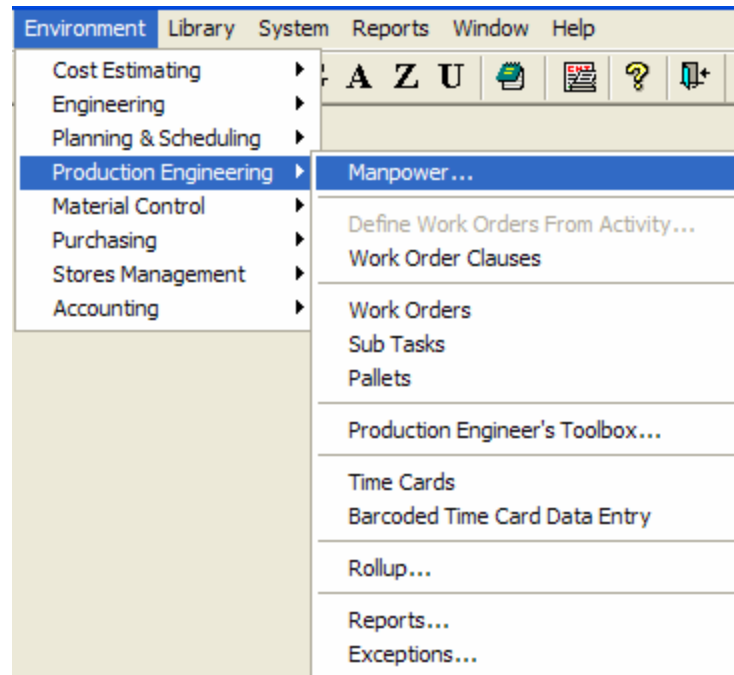 Environment Library System Reports Window Help
A Z U
Cost Estimating
Engineering
Planning & Scheduling
Production Engineering
Material Control
Purchasing
Stores Management
Accounting
Manpower...
Define Work Orders From Activity...
Work Order Clauses
Work Orders
Sub Tasks
Pallets
Production Engineer's Toolbox...
Time Cards
Barcoded Time Card Data Entry
Rollup...
Reports...
Exceptions...